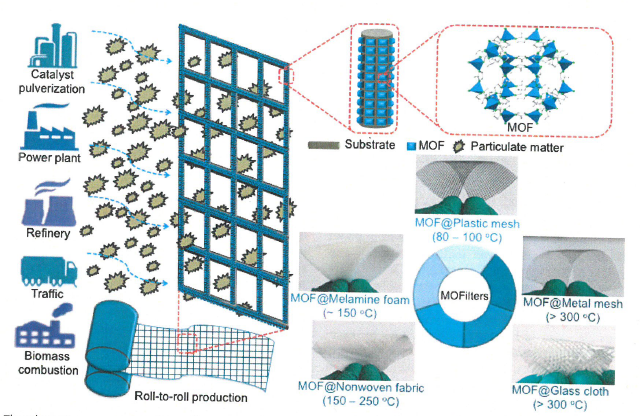 Catalyst
pulverization
Power plant
Refinery
Traffic
Biomass
combustion
Roll-to-roll production
Substrate
MOF
Particulate matter
MOF
MOF@Plastic mesh
(80 – 100 °C)
MOF@Melamine foam
(~ 150 °C)
MOFilters
MOF@Metal mesh
(> 300 °C)
MOF@Nonwoven fabric
(150 – 250 °C)
MOF@Glass cloth
(> 300 °C)